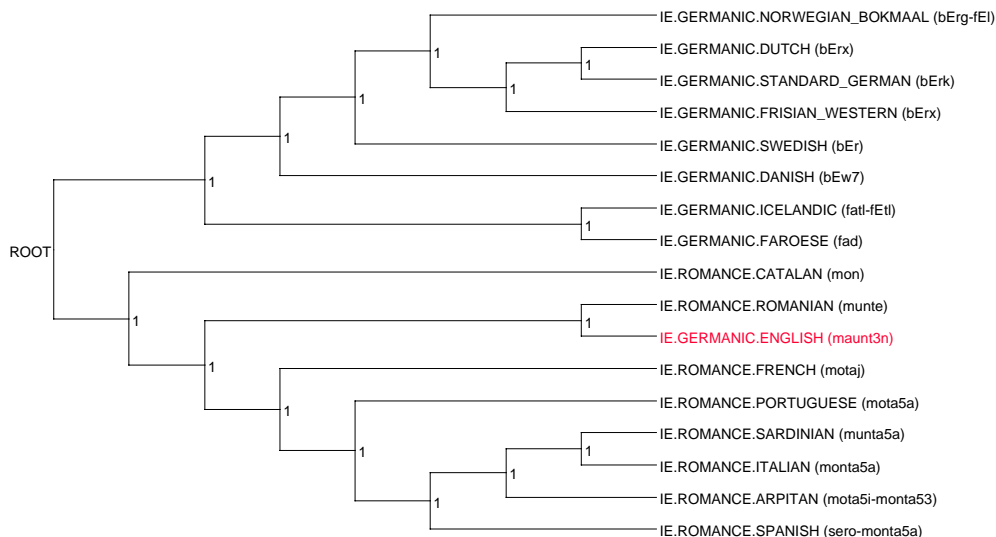 IE.GERMANIC.NORWEGIAN_BOKMAAL (bErg-fEl)
1
IE.GERMANIC.DUTCH (bErx)
1
IE.GERMANIC.STANDARD_GERMAN (bErk)
1
1
IE.GERMANIC.FRISIAN_WESTERN (bErx)
1
IE.GERMANIC.SWEDISH (bEr)
1
IE.GERMANIC.DANISH (bEw7)
IE.GERMANIC.ICELANDIC (fatl-fEtl)
1
IE.GERMANIC.FAROESE (fad)
ROOT
IE.ROMANCE.CATALAN (mon)
1
IE.ROMANCE.ROMANIAN (munte)
1
IE.GERMANIC.ENGLISH (maunt3n)
1
IE.ROMANCE.FRENCH (motaj)
1
IE.ROMANCE.PORTUGUESE (mota5a)
1
IE.ROMANCE.SARDINIAN (munta5a)
1
IE.ROMANCE.ITALIAN (monta5a)
1
IE.ROMANCE.ARPITAN (mota5i-monta53)
1
IE.ROMANCE.SPANISH (sero-monta5a)